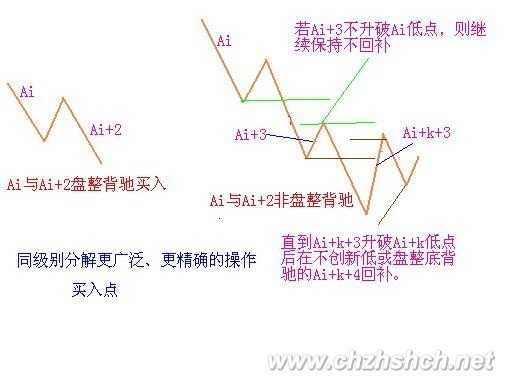 Ai
Ai+2
Ai与Ai+2盘整背驰买入
同级别分解更广泛、更精确的操作
买入点
Ai
若Ai+3不升破Ai低点，则继
续保持不回补
Ai+3
Ai+k+3
Ai与Ai+2非盘整背驰
直到Ai+k+3升破Ai+k低点
后在不创新低或盘整底背
驰的Ai+k+4回补。
www.chzhshch.net